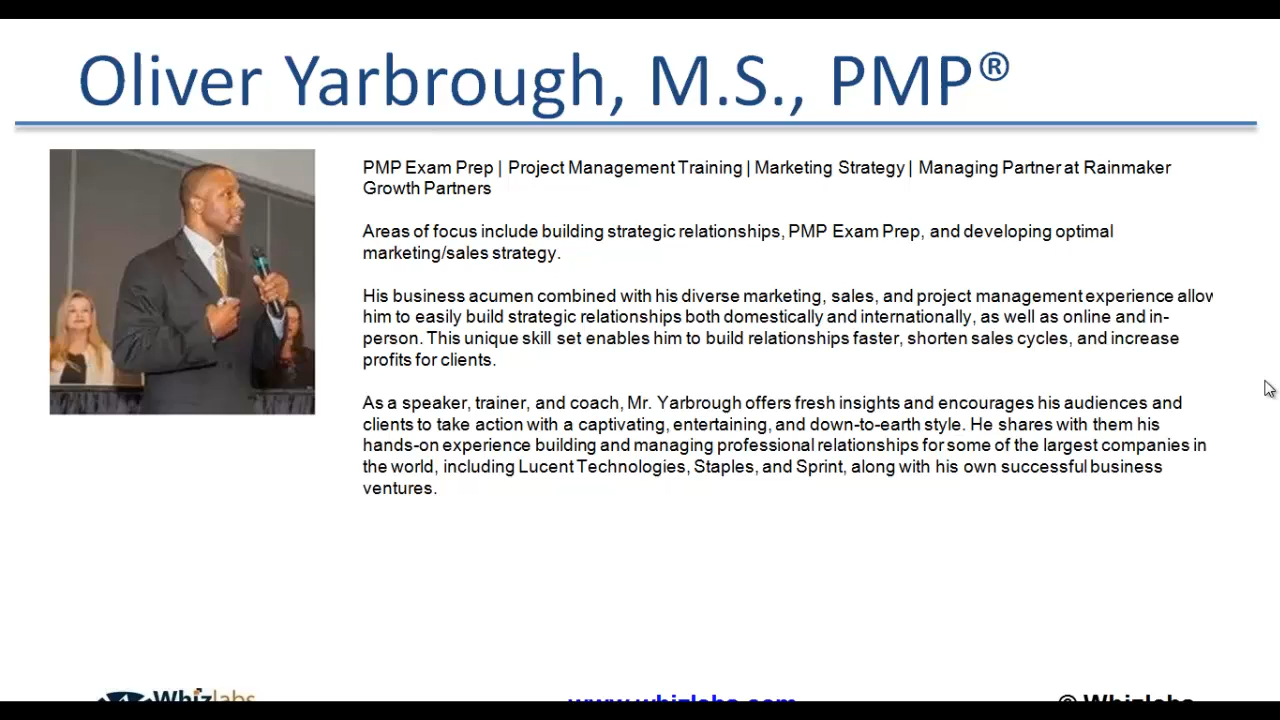 Oliver Yarbrough, M.S., PMP®
PMP Exam Prep | Project Management Training | Marketing Strategy | Managing Partner at Rainmaker
Growth Partners
Areas of focus include building strategic relationships, PMP Exam Prep, and developing optimal
marketing/sales strategy.
His business acumen combined with his diverse marketing, sales, and project management experience allow
him to easily build strategic relationships both domestically and internationally, as well as online and in-
person. This unique skill set enables him to build relationships faster, shorten sales cycles, and increase
profits for clients.
As a speaker, trainer, and coach, Mr. Yarbrough offers fresh insights and encourages his audiences and
clients to take action with a captivating, entertaining, and down-to-earth style. He shares with them his
hands-on experience building and managing professional relationships for some of the largest companies in
the world, including Lucent Technologies, Staples, and Sprint, along with his own successful business
ventures.
Whizlabs www.whizlabs.com © Whizlabs